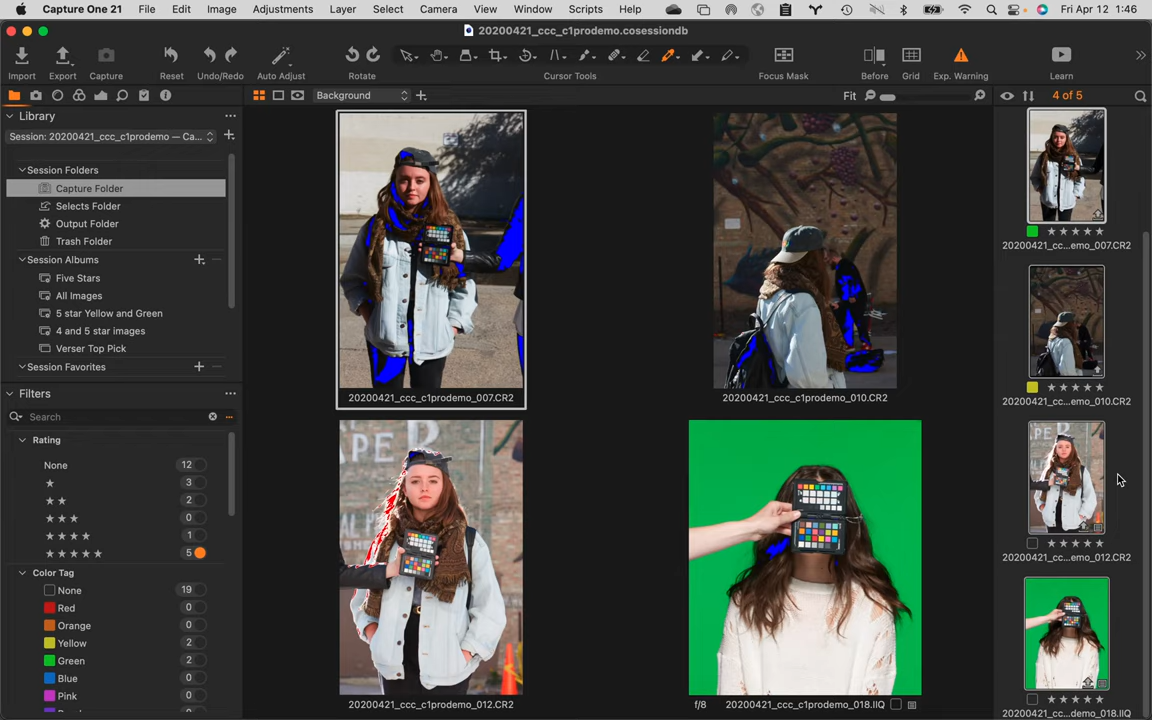 Capture One 21 File Edit Image Adjustments Layer Select Camera View Window Scripts Help Fri Apr 12 1:46
20200421_ccc_c1prodemo.cosessiondb
Import Export Capture Reset Undo/Redo Auto Adjust Rotate Cursor Tools Focus Mask Before Grid Exp. Warning Learn
Library
Background
Fit
4 of 5
Session: 20200421_ccc_c1prodemo — Ca...
Session Folders
Capture Folder
Selects Folder
Output Folder
Trash Folder
Session Albums
Five Stars
All Images
5 star Yellow and Green
4 and 5 star images
Verser Top Pick
Session Favorites
Filters
Search
Rating
None 12
3
2
0
1
5
Color Tag
None 19
Red 0
Orange 0
Yellow 2
Green 2
Blue 0
Pink 0
20200421_ccc_c1prodemo_007.CR2
20200421_ccc_c1prodemo_010.CR2
20200421_ccc_c1prodemo_012.CR2
f/8 20200421_ccc_c1prodemo_018.IIQ
20200421_cc...emo_007.CR2
20200421_cc...emo_010.CR2
20200421_cc...emo_012.CR2
20200421_cc...demo_018.IIQ